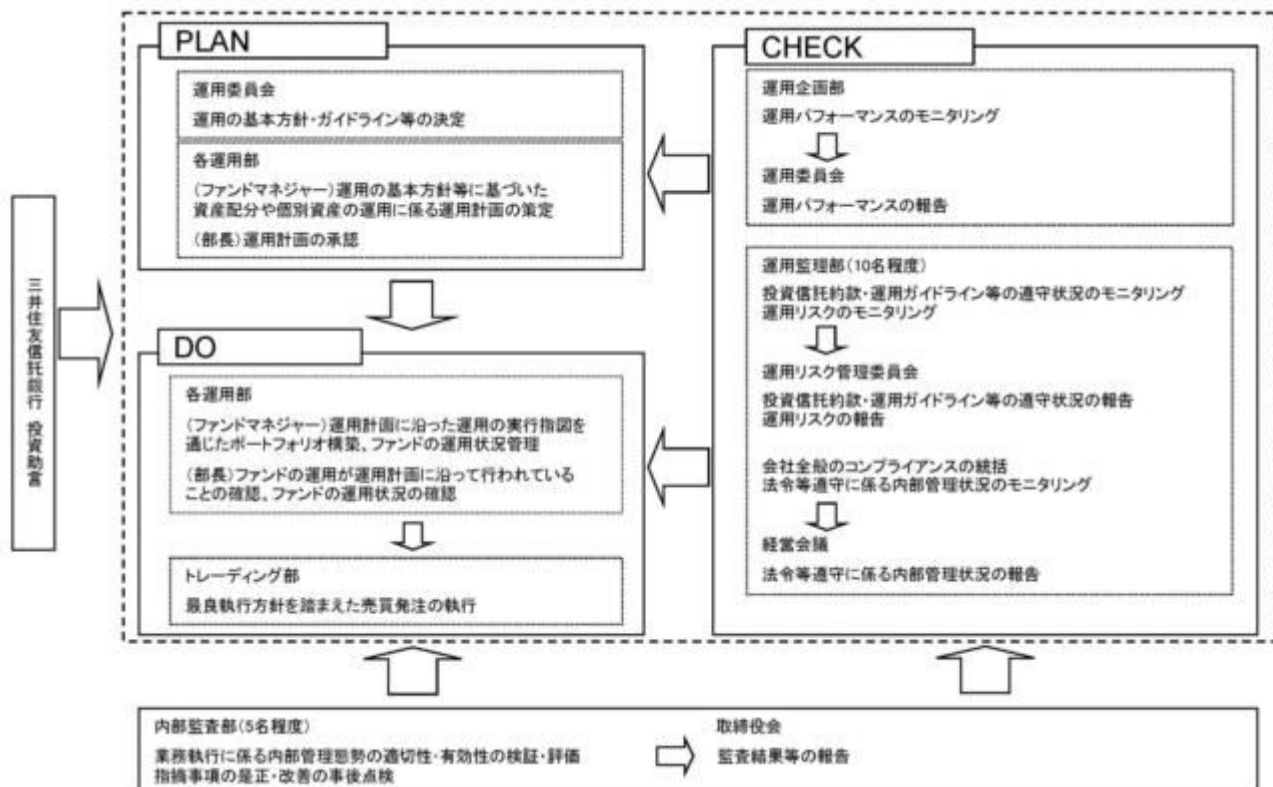 三井住友信託銀行 投資助言
PLAN
運用委員会
運用の基本方針・ガイドライン等の決定
各運用部
(ファンドマネジャー)運用の基本方針等に基づいた
資産配分や個別資産の運用に係る運用計画の策定
(部長)運用計画の承認
DO
各運用部
(ファンドマネジャー)運用計画に沿った運用の実行指図を
通じたポートフォリオ構築、ファンドの運用状況管理
(部長)ファンドの運用が運用計画に沿って行われている
ことの確認、ファンドの運用状況の確認
トレーディング部
最良執行方針を踏まえた売買発注の執行
CHECK
運用企画部
運用パフォーマンスのモニタリング
運用委員会
運用パフォーマンスの報告
運用監理部(10名程度)
投資信託約款・運用ガイドライン等の遵守状況のモニタリング
運用リスクのモニタリング
運用リスク管理委員会
投資信託約款・運用ガイドライン等の遵守状況の報告
運用リスクの報告
会社全般のコンプライアンスの統括
法令等遵守に係る内部管理状況のモニタリング
経営会議
法令等遵守に係る内部管理状況の報告
内部監査部(5名程度)
業務執行に係る内部管理態勢の適切性・有効性の検証・評価
指摘事項の是正・改善の事後点検
取締役会
監査結果等の報告